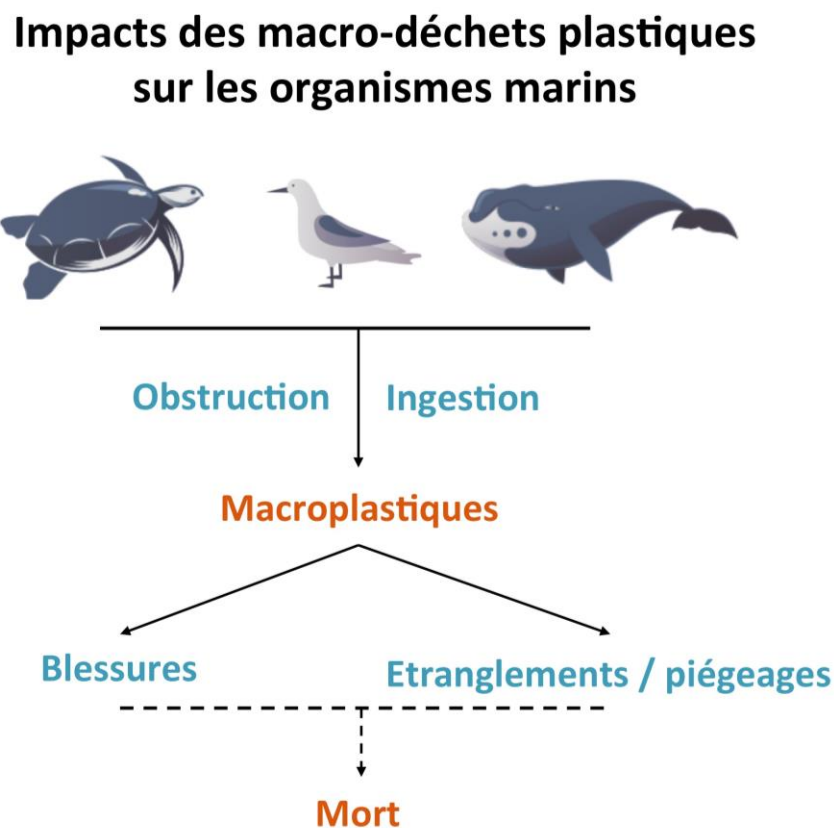 Impacts des macro-déchets plastiques
sur les organismes marins
Obstruction
Ingestion
Macroplastiques
Blessures
Etranglements / piégeages
Mort